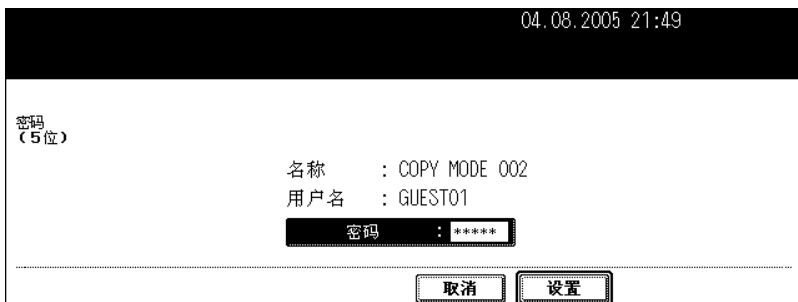 04.08.2005 21:49
密码
(5位)
名称 : COPY MODE 002
用户名 : GUEST01
密码 : *****
取消 设置